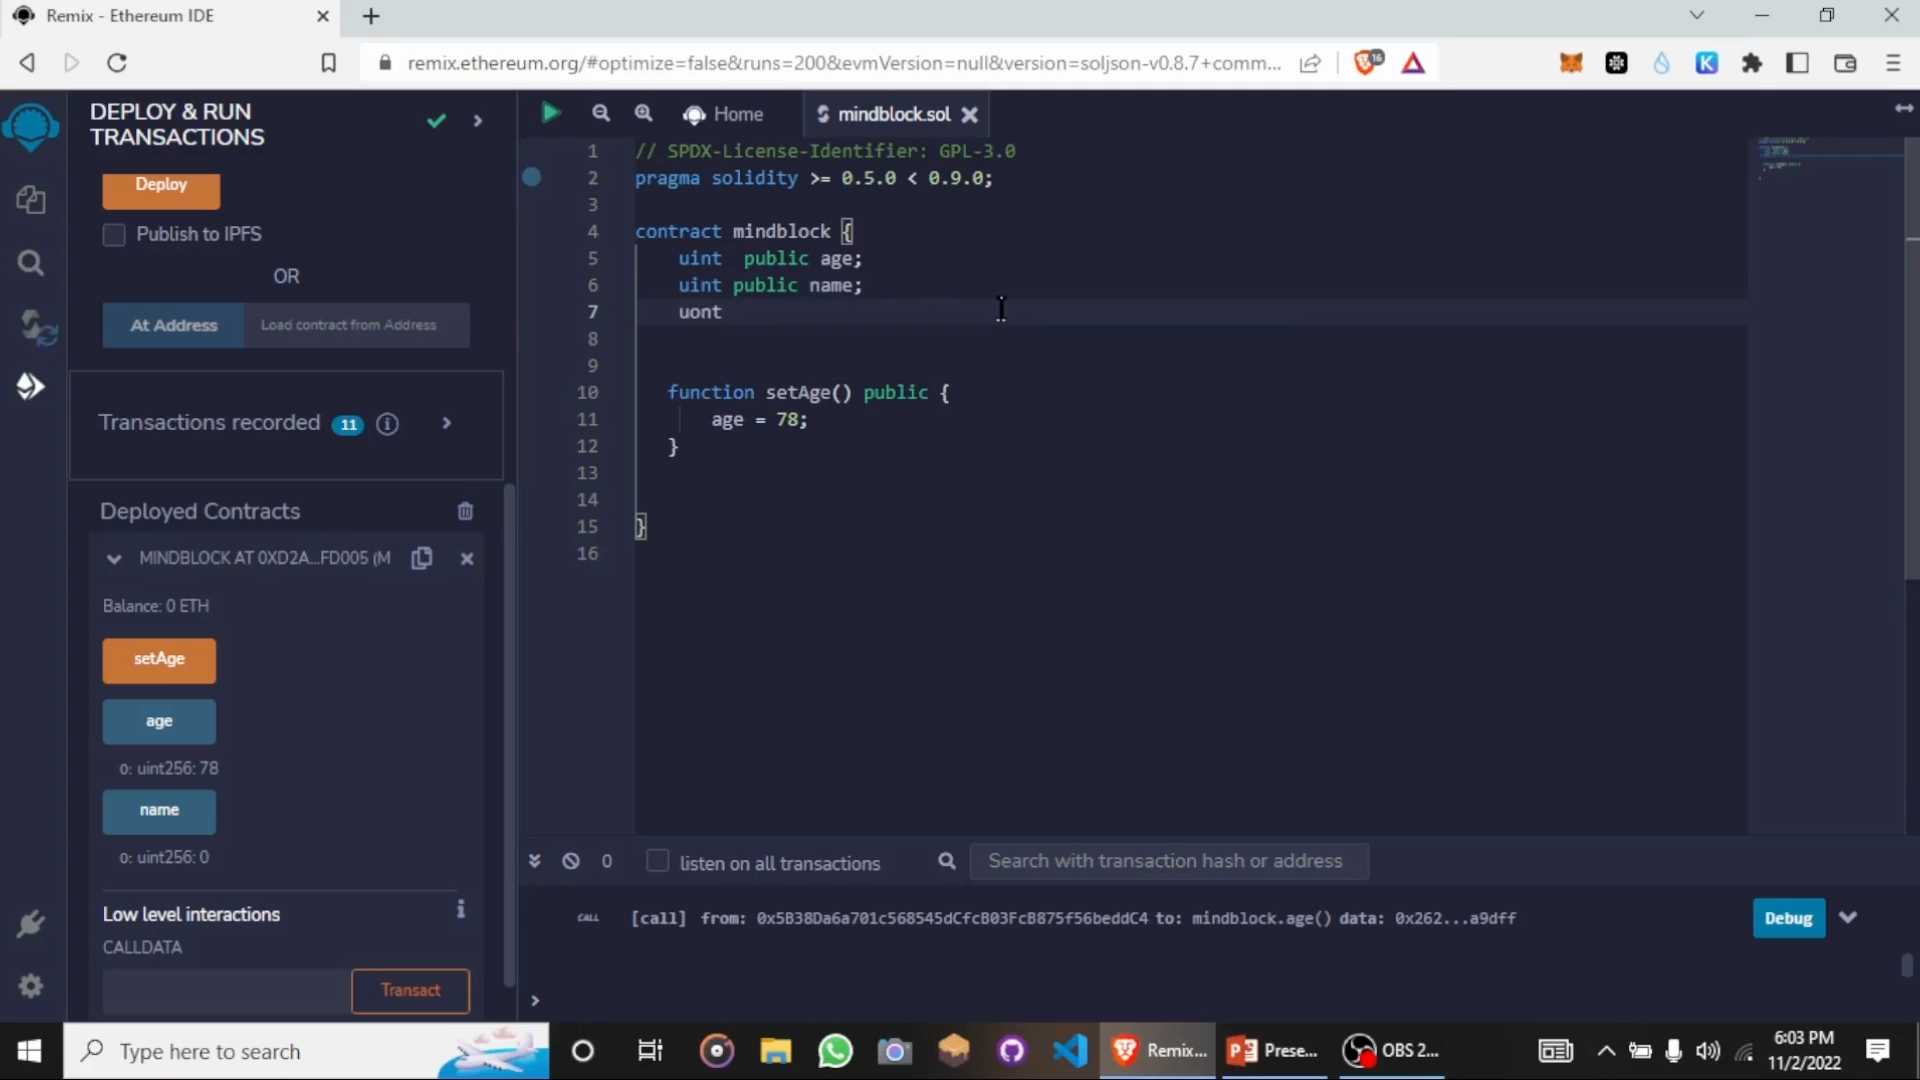 Remix - Ethereum IDE
remix.ethereum.org/#optimize=false&runs=200&evmVersion=null&version=soljson-v0.8.7+comm...
16
DEPLOY & RUN
TRANSACTIONS
Deploy
Publish to IPFS
OR
At Address
Load contract from Address
Transactions recorded 11
Deployed Contracts
MINDBLOCK AT 0XD2A...FD005 (M
Balance: 0 ETH
setAge
age
0: uint256: 78
name
0: uint256: 0
Low level interactions
CALLDATA
Transact
Home
mindblock.sol
1 // SPDX-License-Identifier: GPL-3.0
2 pragma solidity >= 0.5.0 < 0.9.0;
3
4 contract mindblock {
5 uint  public age;
6 uint public name;
7 uont
8
9
10 function setAge() public {
11 age = 78;
12 }
13
14
15 }
16
0
listen on all transactions
Search with transaction hash or address
CALL [call] from: 0x5B38Da6a701c568545dCfcB03FcB875f56beddC4 to: mindblock.age() data: 0x262...a9dff
Debug
>
Type here to search
Remix...
Prese...
OBS 2...
6:03 PM
11/2/2022